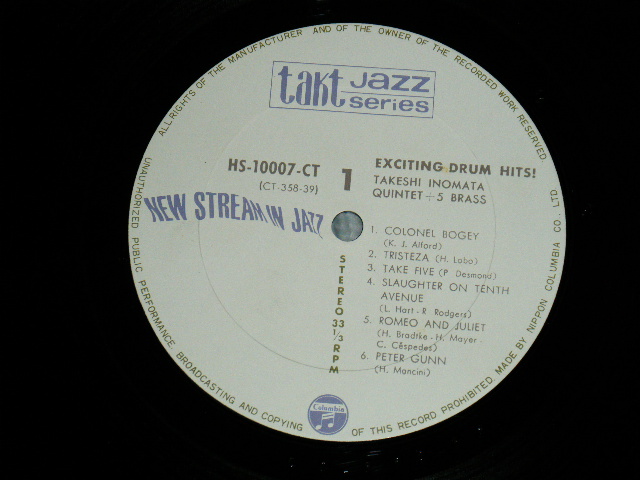 ALL RIGHTS OF THE MANUFACTURER AND OF THE OWNER OF THE RECORDED WORK RESERVED.
UNAUTHORIZED PUBLIC PERFORMANCE. BROADCASTING AND COPYING OF THIS RECORD PROHIBITED. MADE BY NIPPON COLUMBIA CO., LTD.
takt JAZZ series
HS-10007-CT
(CT-358-39)
1
EXCITING DRUM HITS!
TAKESHI INOMATA
QUINTET+5 BRASS
NEW STREAM IN JAZZ
STEREO 33 1/3 RPM
1. COLONEL BOGEY
(K. J. Alford)
2. TRISTEZA (H. Lobo)
3. TAKE FIVE (P. Desmond)
4. SLAUGHTER ON TENTH
AVENUE
(L. Hart - R. Rodgers)
5. ROMEO AND JULIET
(H. Bradtke - H. Mayer -
C. Cëspedes)
6. PETER GUNN
(H. Mancini)
Columbia